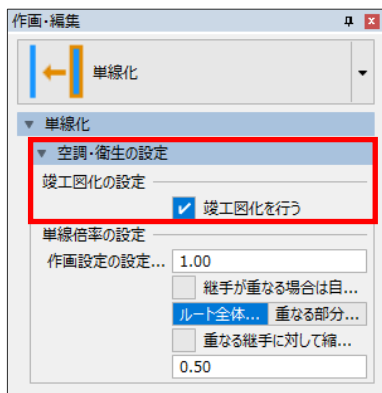 作画・編集
単線化
単線化
空調・衛生の設定
竣工図化の設定
竣工図化を行う
単線倍率の設定
作画設定の設定... 1.00
継手が重なる場合は自...
ルート全体... 重なる部分...
重なる継手に対して縮...
0.50